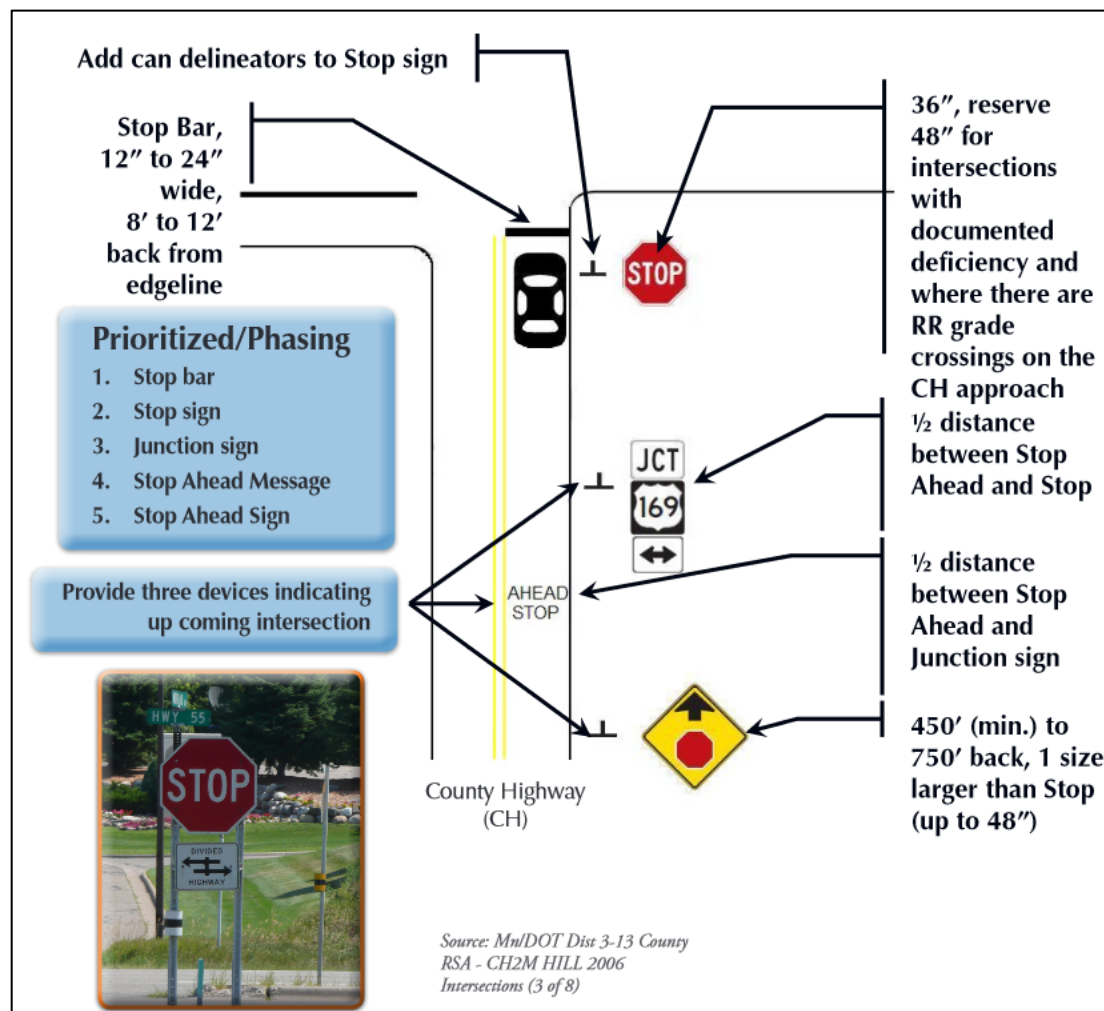 Add can delineators to Stop sign
Stop Bar,
12” to 24”
wide,
8’ to 12’
back from
edgeline
36”, reserve
48” for
intersections
with
documented
deficiency and
where there are
RR grade
crossings on the
CH approach
STOP
Prioritized/Phasing
1. Stop bar
2. Stop sign
3. Junction sign
4. Stop Ahead Message
5. Stop Ahead Sign
½ distance
between Stop
Ahead and Stop
JCT
169
Provide three devices indicating
up coming intersection
AHEAD
STOP
½ distance
between Stop
Ahead and
Junction sign
450’ (min.) to
750’ back, 1 size
larger than Stop
(up to 48”)
County Highway
(CH)
HWY 55
STOP
DIVIDED
HIGHWAY
Source: Mn/DOT Dist 3-13 County
RSA - CH2M HILL 2006
Intersections (3 of 8)